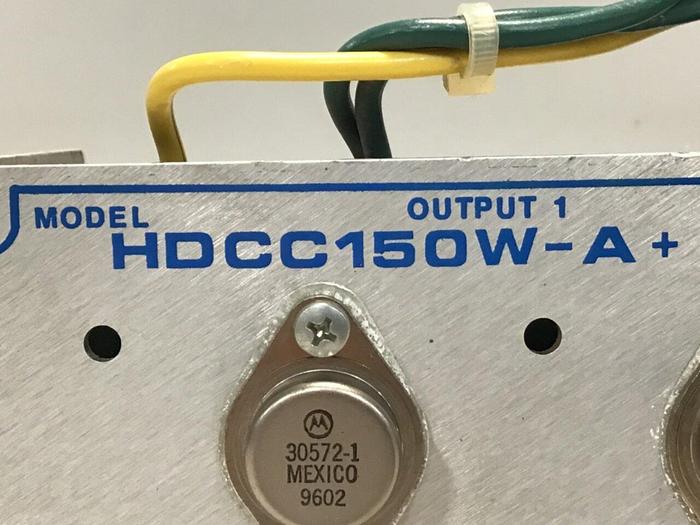 MODEL
OUTPUT 1
HDCC150W-A+
30572-1
MEXICO
9602